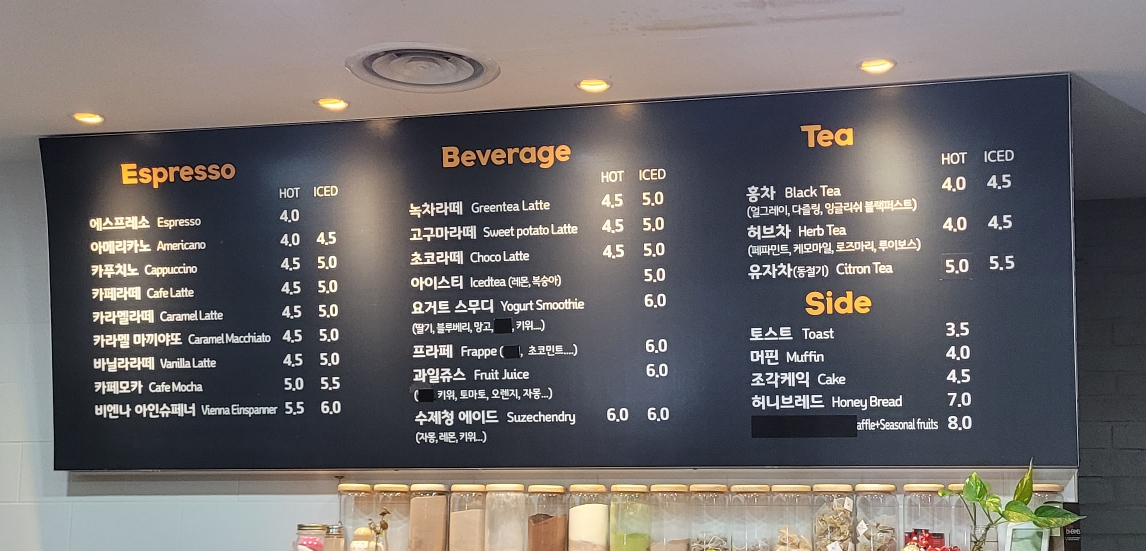 Espresso
HOT ICED
에스프레소 Espresso 4.0
아메리카노 Americano 4.0 4.5
카푸치노 Cappuccino 4.5 5.0
카페라떼 Cafe Latte 4.5 5.0
카라멜라떼 Caramel Latte 4.5 5.0
카라멜 마끼야또 Caramel Macchiato 4.5 5.0
바닐라라떼 Vanilla Latte 4.5 5.0
카페모카 Cafe Mocha 5.0 5.5
비엔나 아인슈페너 Vienna Einspanner 5.5 6.0
Beverage
HOT ICED
녹차라떼 Greentea Latte 4.5 5.0
고구마라떼 Sweet potato Latte 4.5 5.0
초코라떼 Choco Latte 4.5 5.0
아이스티 Icedtea (레몬, 복숭아) 5.0
요거트 스무디 Yogurt Smoothie 6.0
(딸기, 블루베리, 망고, , 키위...)
프라페 Frappe ( , 초코민트....) 6.0
과일쥬스 Fruit Juice 6.0
( 키위, 토마토, 오렌지, 자몽...)
수제청 에이드 Suzechendry 6.0 6.0
(자몽, 레몬, 키위...)
Tea
HOT ICED
홍차 Black Tea 4.0 4.5
(얼그레이, 다즐링, 잉글리쉬 블랙퍼스트)
허브차 Herb Tea 4.0 4.5
(페파민트, 케모마일, 로즈마리, 루이보스)
유자차(동절기) Citron Tea 5.0 5.5
Side
토스트 Toast 3.5
머핀 Muffin 4.0
조각케익 Cake 4.5
허니브레드 Honey Bread 7.0
affle+Seasonal fruits 8.0